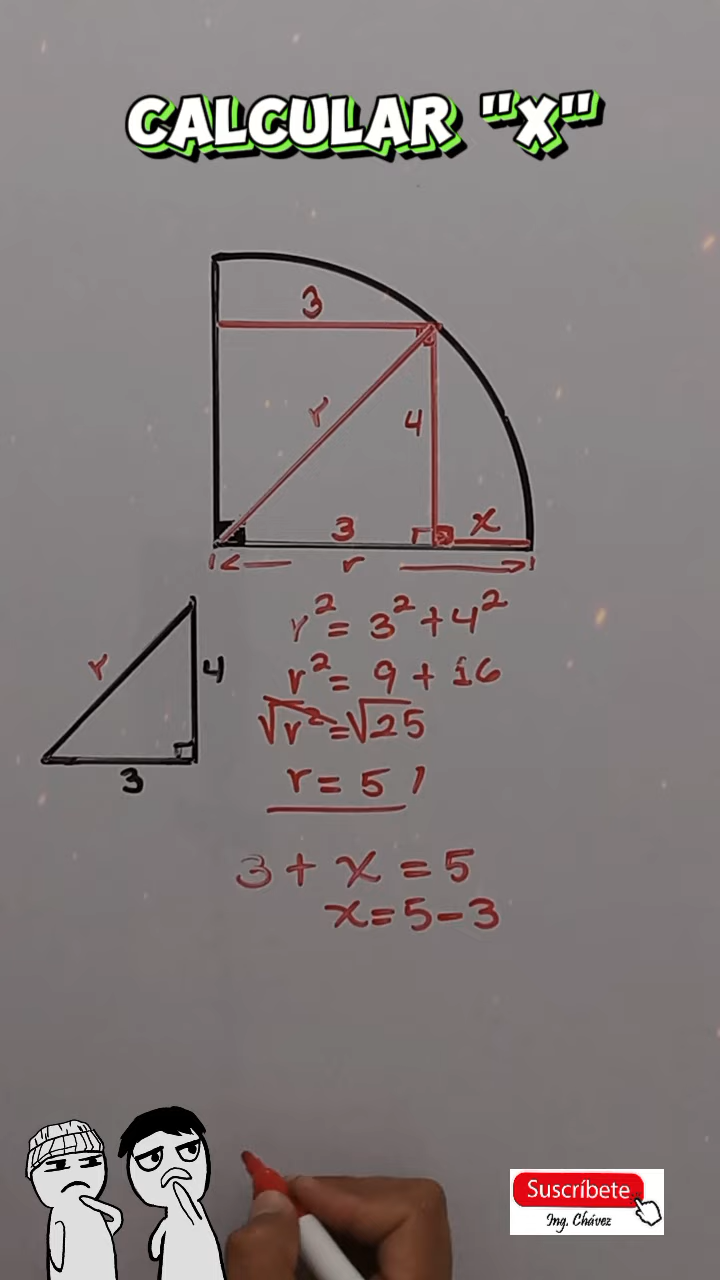 CALCULAR "X"
3
r
4
3
x
r
r² = 3² + 4²
r² = 9 + 16
√r² = √25
r = 5
3 + x = 5
x = 5 - 3
r
4
3
Suscríbete
Ing. Chávez